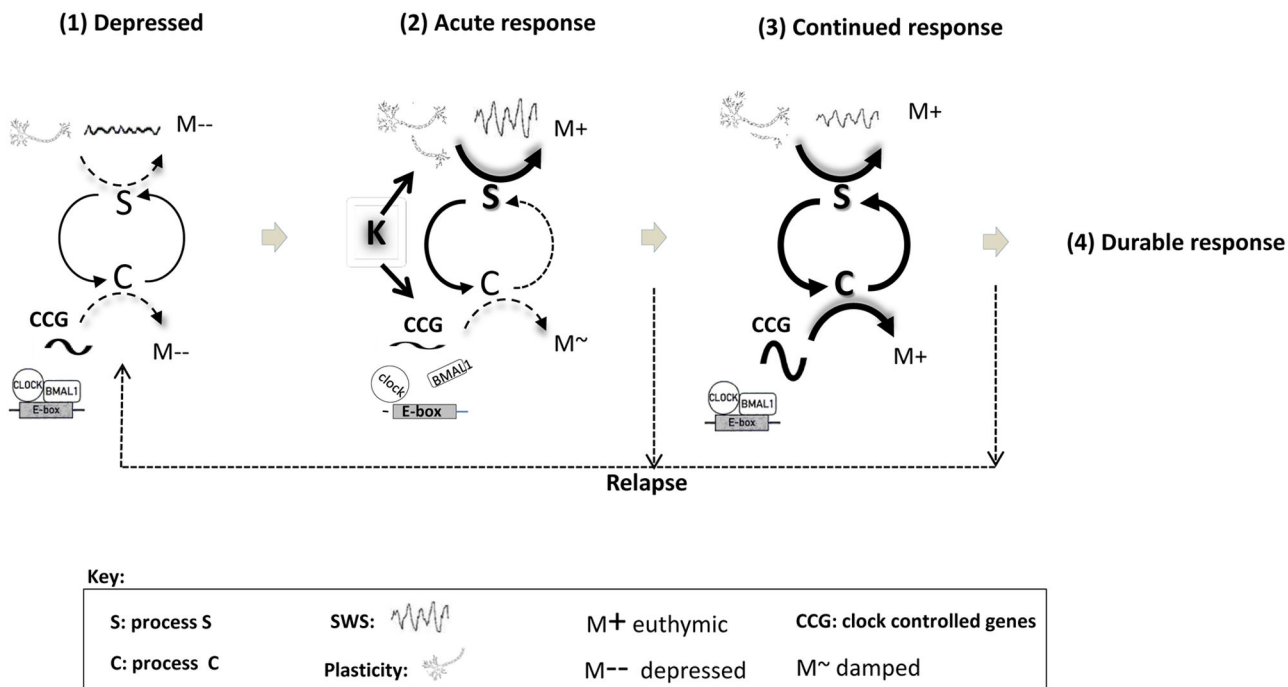 (1) Depressed
(2) Acute response
(3) Continued response
M--
M+
M+
S
S
S
K
(4) Durable response
C
C
C
CCG
CCG
CCG
M--
M~
M+
CLOCK
BMAL1
E-box
clock
BMAL1
E-box
CLOCK
BMAL1
E-box
Relapse
Key:
S: process S
SWS:
M+ euthymic
CCG: clock controlled genes
C: process C
Plasticity:
M-- depressed
M~ damped